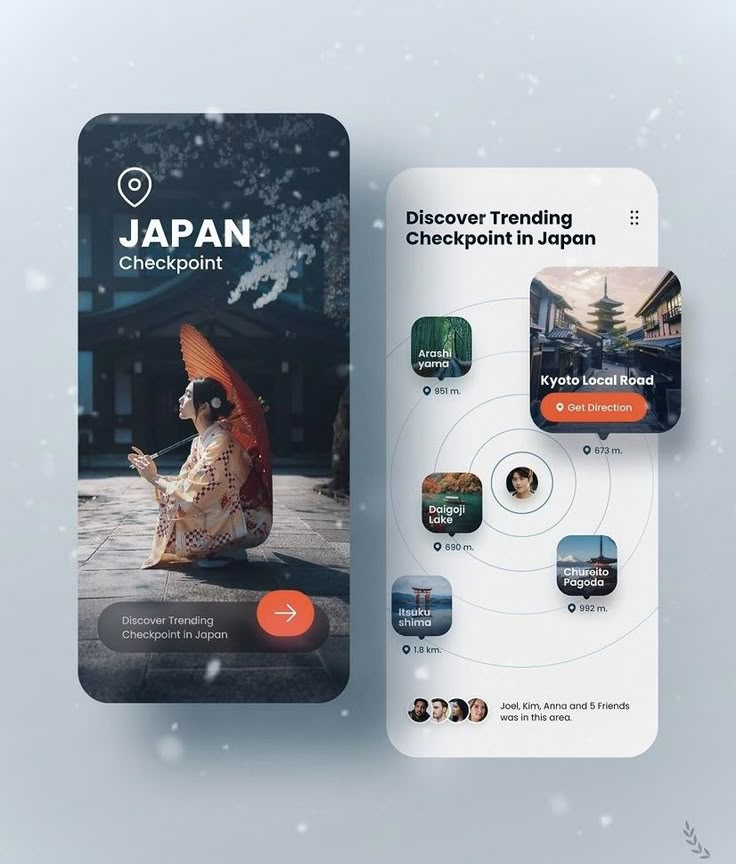 JAPAN
Checkpoint
Discover Trending
Checkpoint in Japan
Discover Trending
Checkpoint in Japan
Arashi
yama
951 m.
Kyoto Local Road
Get Direction
673 m.
Daigoji
Lake
690 m.
Chureito
Pagoda
992 m.
Itsuku
shima
1.8 km.
Joel, Kim, Anna and 5 Friends
was in this area.